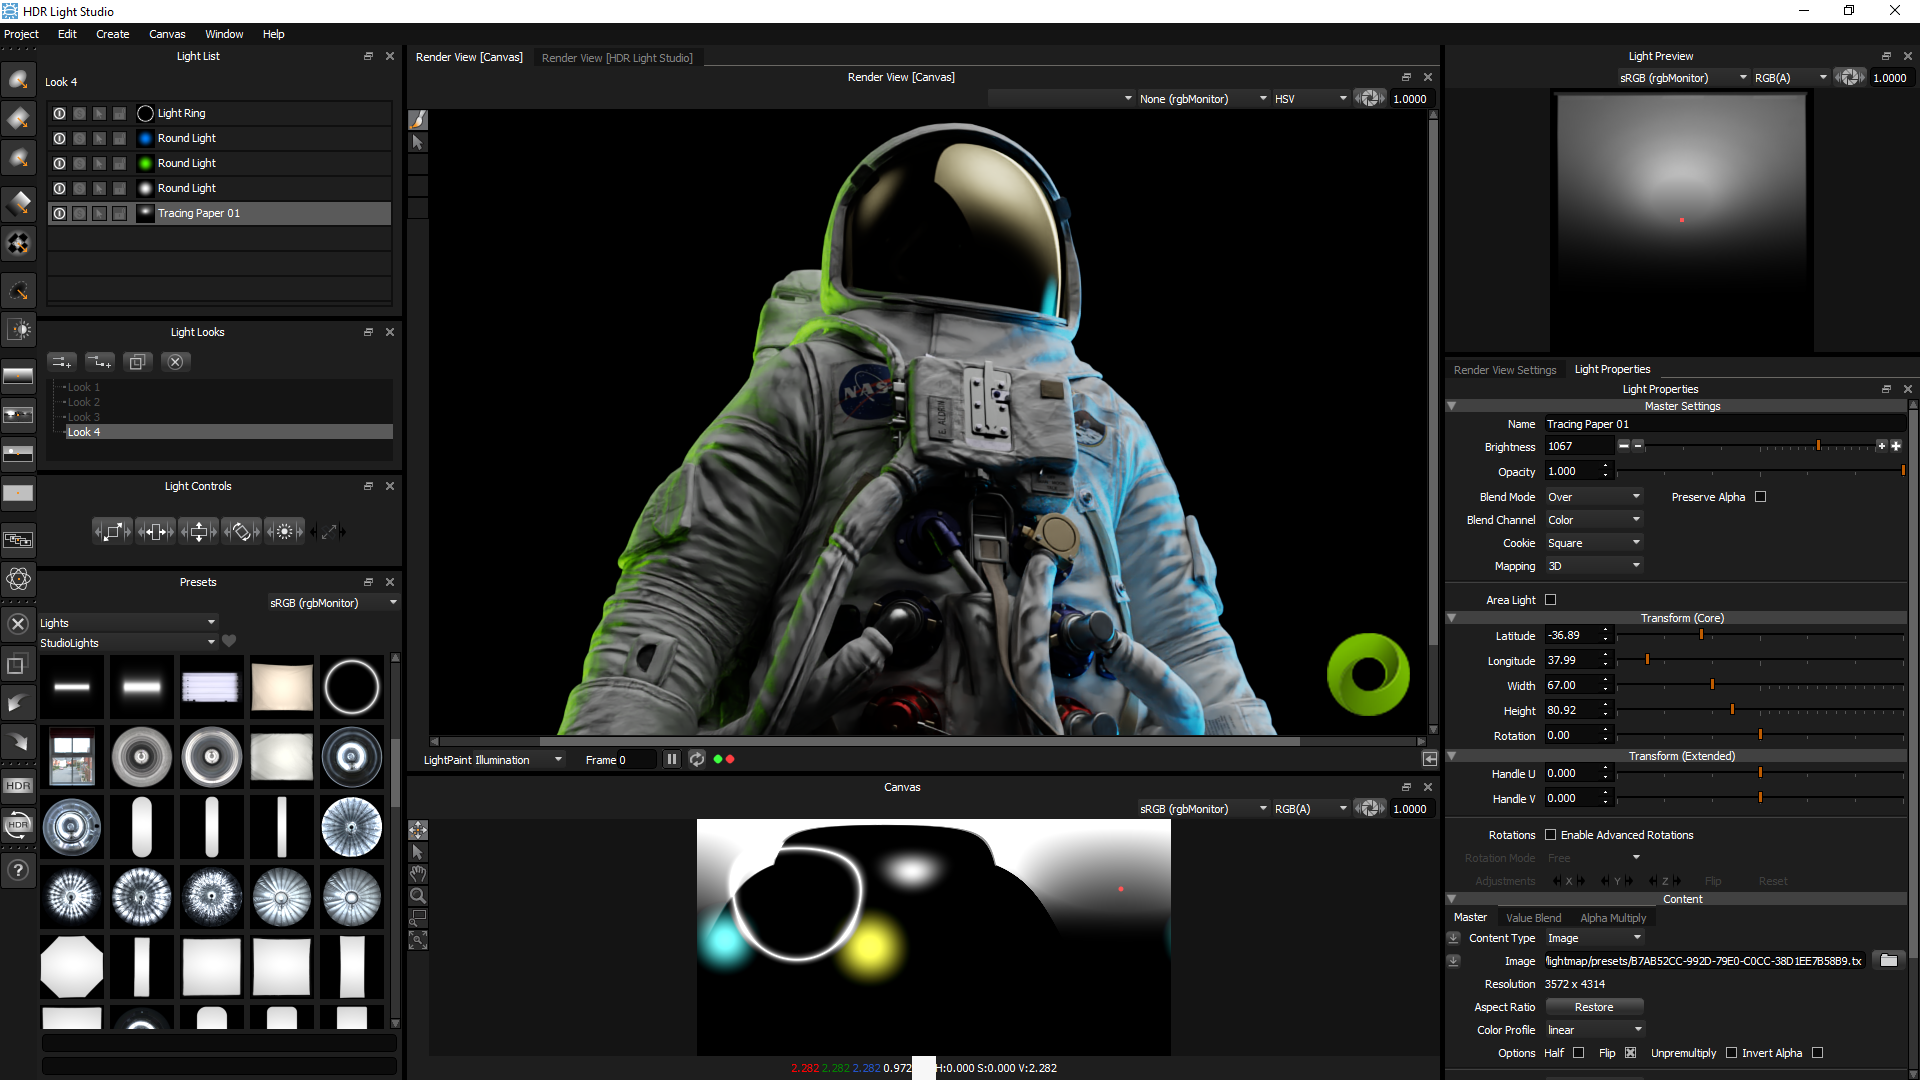 HDR Light Studio
Project Edit Create Canvas Window Help
Light List
Look 4
Light Ring
Round Light
Round Light
Round Light
Tracing Paper 01
Light Looks
Look 1
Look 2
Look 3
Look 4
Light Controls
Presets
sRGB (rgbMonitor)
Lights
StudioLights
HDR
HDR
?
Render View [Canvas] Render View [HDR Light Studio]
Render View [Canvas]
None (rgbMonitor) HSV 1.0000
NASA
E. ALDRIN
LightPaint Illumination Frame 0
Canvas
sRGB (rgbMonitor) RGB(A) 1.0000
2.282 2.282 2.282 0.972 H:0.000 S:0.000 V:2.282
Light Preview
sRGB (rgbMonitor) RGB(A) 1.0000
Render View Settings Light Properties
Light Properties
Master Settings
Name Tracing Paper 01
Brightness 1067
Opacity 1.000
Blend Mode Over Preserve Alpha
Blend Channel Color
Cookie Square
Mapping 3D
Area Light
Transform (Core)
Latitude -36.89
Longitude 37.99
Width 67.00
Height 80.92
Rotation 0.00
Transform (Extended)
Handle U 0.000
Handle V 0.000
Rotations Enable Advanced Rotations
Rotation Mode Free
Adjustments X Y Z Flip Reset
Content
Master Value Blend Alpha Multiply
Content Type Image
Image /lightmap/presets/B7AB52CC-992D-79E0-C0CC-38D1EE7B58B9.tx
Resolution 3572 x 4314
Aspect Ratio Restore
Color Profile linear
Options Half Flip Unpremultiply Invert Alpha